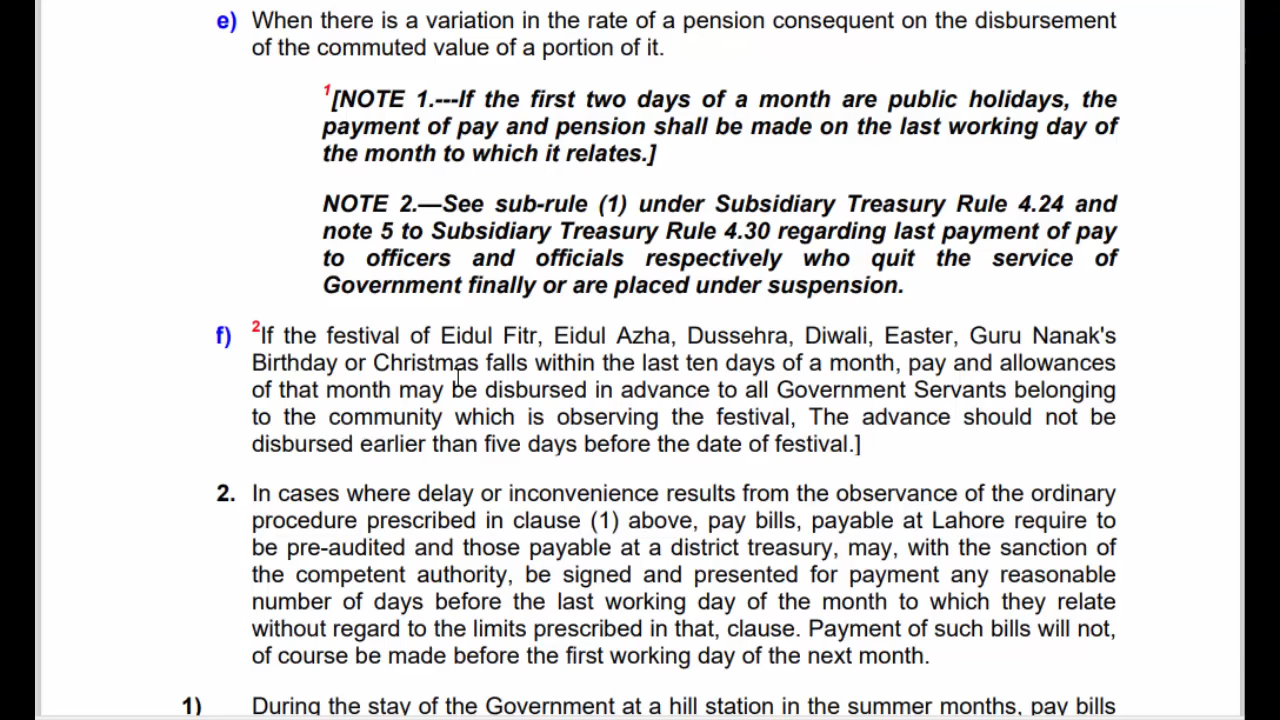 e) When there is a variation in the rate of a pension consequent on the disbursement
of the commuted value of a portion of it.
1[NOTE 1.---If the first two days of a month are public holidays, the
payment of pay and pension shall be made on the last working day of
the month to which it relates.]
NOTE 2.—See sub-rule (1) under Subsidiary Treasury Rule 4.24 and
note 5 to Subsidiary Treasury Rule 4.30 regarding last payment of pay
to officers and officials respectively who quit the service of
Government finally or are placed under suspension.
f) 2If the festival of Eidul Fitr, Eidul Azha, Dussehra, Diwali, Easter, Guru Nanak's
Birthday or Christmas falls within the last ten days of a month, pay and allowances
of that month may be disbursed in advance to all Government Servants belonging
to the community which is observing the festival, The advance should not be
disbursed earlier than five days before the date of festival.]
2. In cases where delay or inconvenience results from the observance of the ordinary
procedure prescribed in clause (1) above, pay bills, payable at Lahore require to
be pre-audited and those payable at a district treasury, may, with the sanction of
the competent authority, be signed and presented for payment any reasonable
number of days before the last working day of the month to which they relate
without regard to the limits prescribed in that, clause. Payment of such bills will not,
of course be made before the first working day of the next month.
1) During the stay of the Government at a hill station in the summer months, pay bills